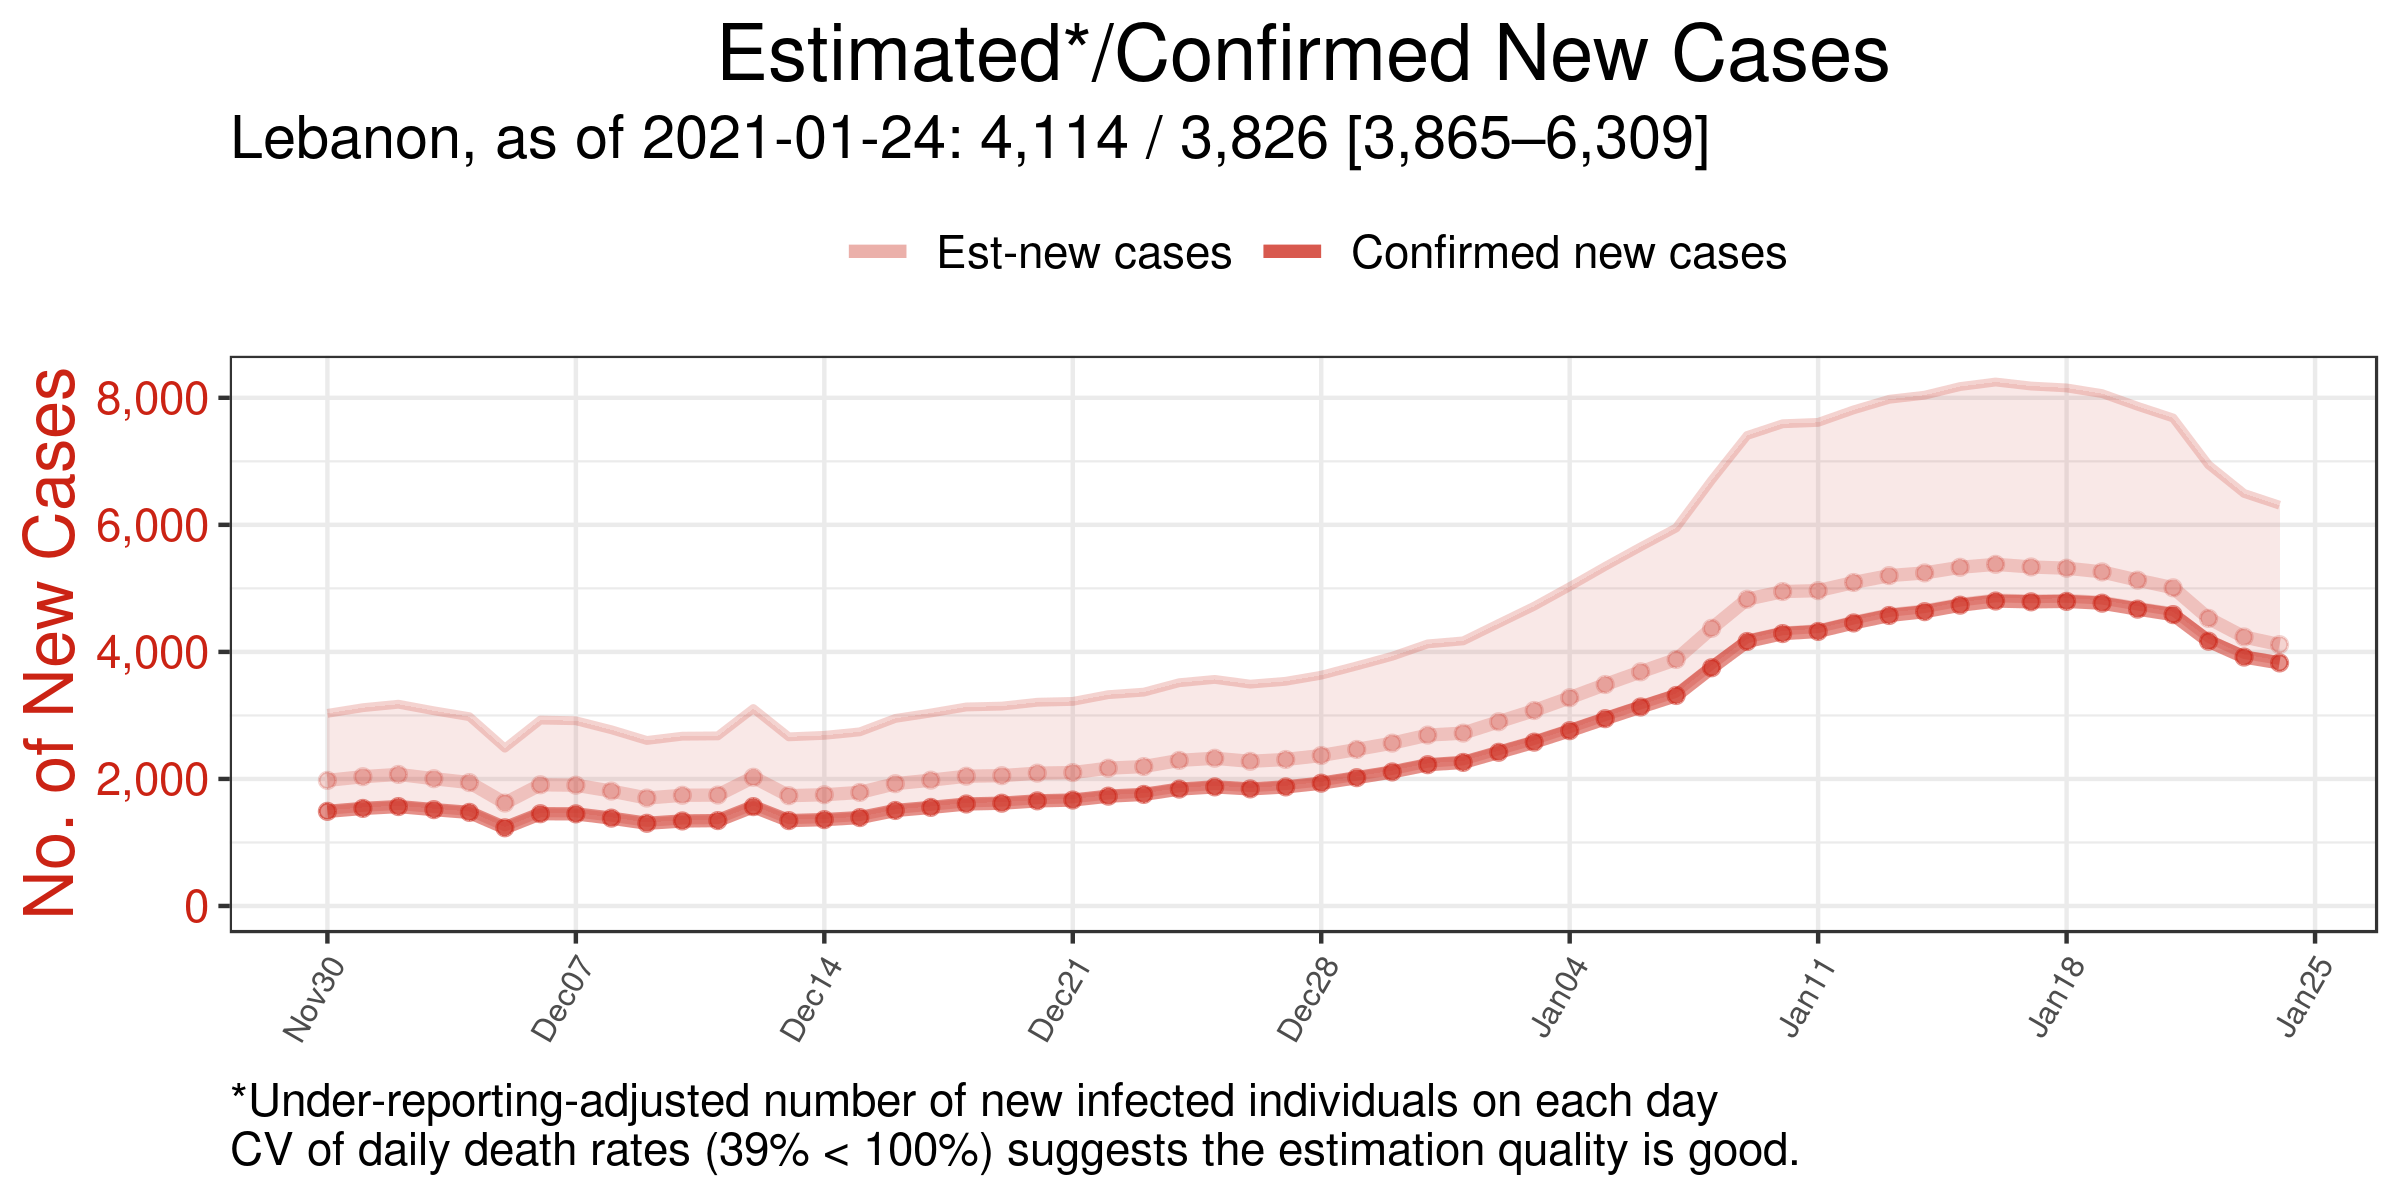 Estimated*/Confirmed New Cases
Lebanon, as of 2021-01-24: 4,114 / 3,826 [3,865–6,309]
Est-new cases
Confirmed new cases
No. of New Cases
8,000
6,000
4,000
2,000
0
Nov30
Dec07
Dec14
Dec21
Dec28
Jan04
Jan11
Jan18
Jan25
*Under-reporting-adjusted number of new infected individuals on each day
CV of daily death rates (39% < 100%) suggests the estimation quality is good.